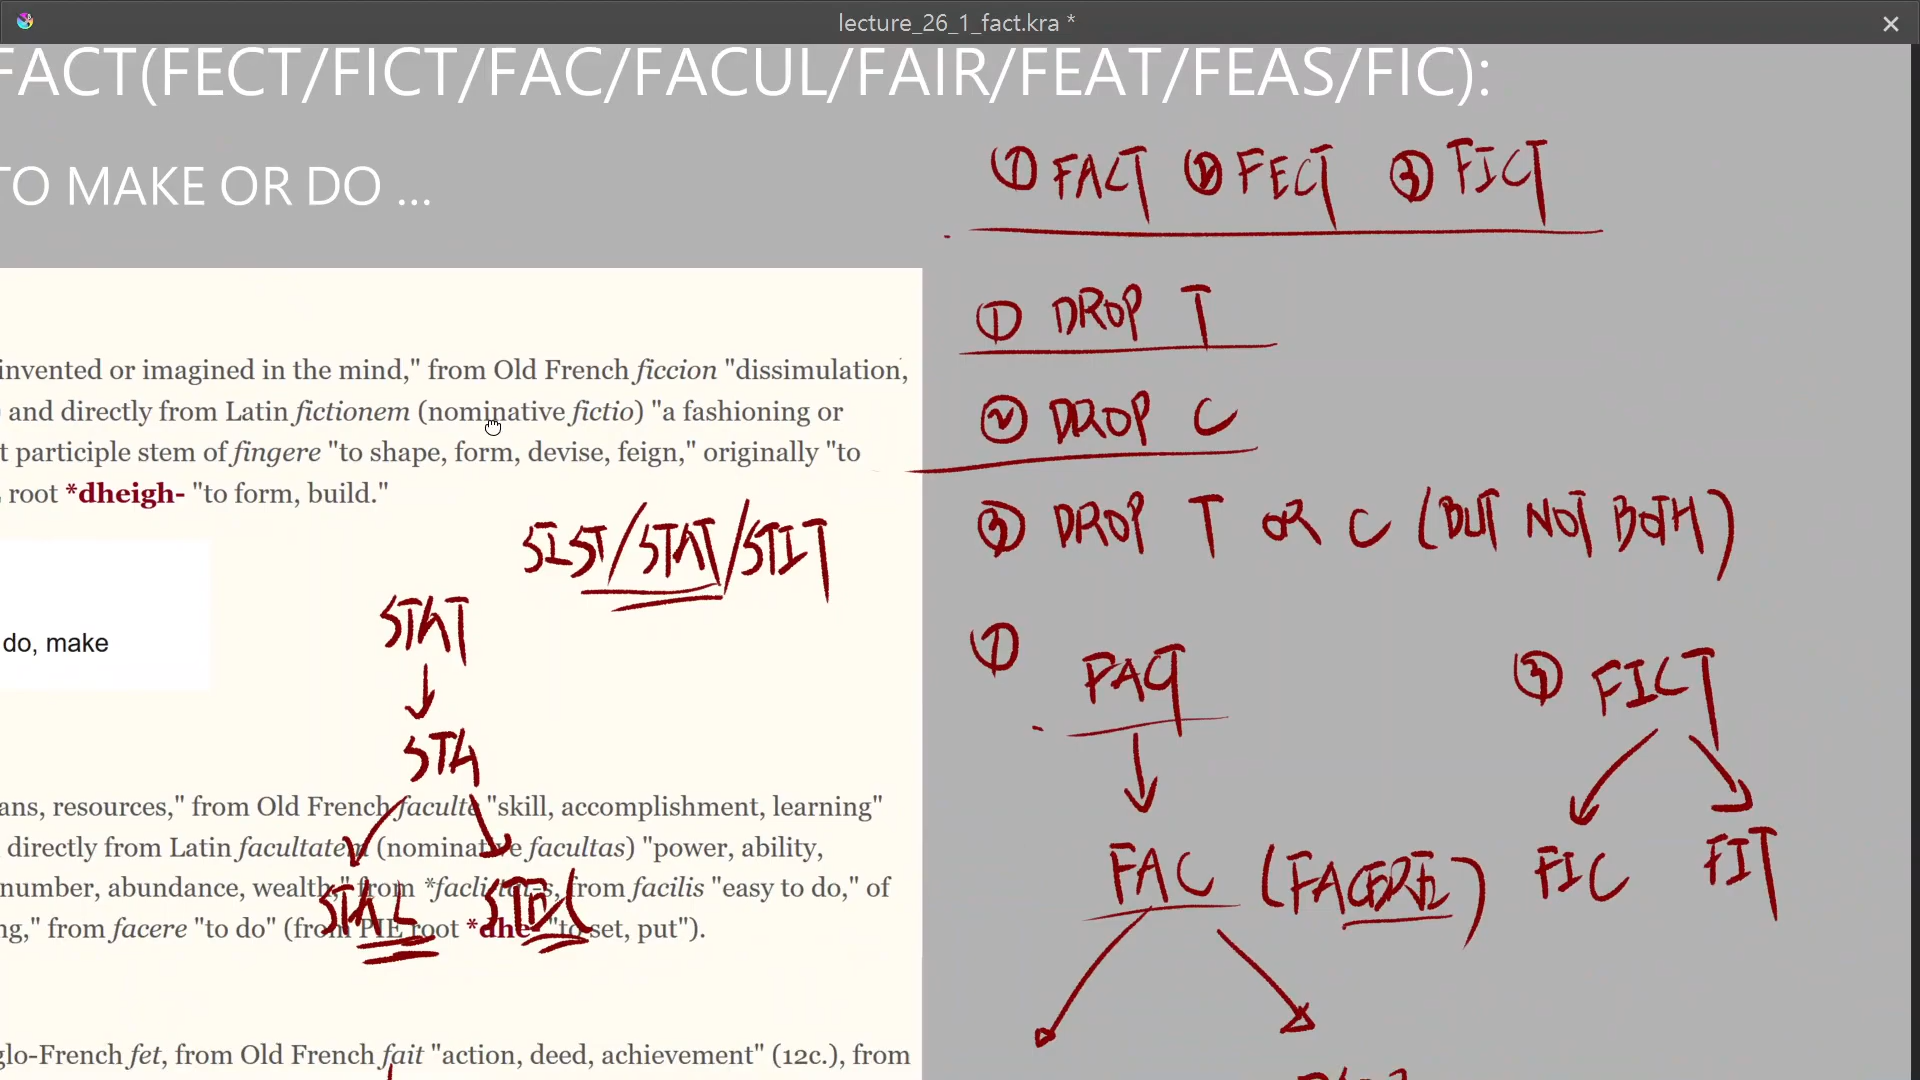 lecture_26_1_fact.kra *
FACT(FECT/FICT/FAC/FACUL/FAIR/FEAT/FEAS/FIC):
TO MAKE OR DO ...
① FACT ② FECT ③ FICT
① DROP T
② DROP C
③ DROP T OR C (BUT NOT BOTH)
invented or imagined in the mind," from Old French ficcion "dissimulation,
) and directly from Latin fictionem (nominative fictio) "a fashioning or
t participle stem of fingere "to shape, form, devise, feign," originally "to
root *dheigh- "to form, build."
SIST/STAT/STIT
STAT
STA
STAL
do, make
① FACT
③ FICT
FAC (FACERE)
FIC FIT
ans, resources," from Old French faculte "skill, accomplishment, learning"
directly from Latin facultatem (nominative facultas) "power, ability,
number, abundance, wealth," from from facilis "easy to do," of
ng," from facere "to do" (from PIE root *dhe- "to set, put").
glo-French fet, from Old French fait "action, deed, achievement" (12c.), from